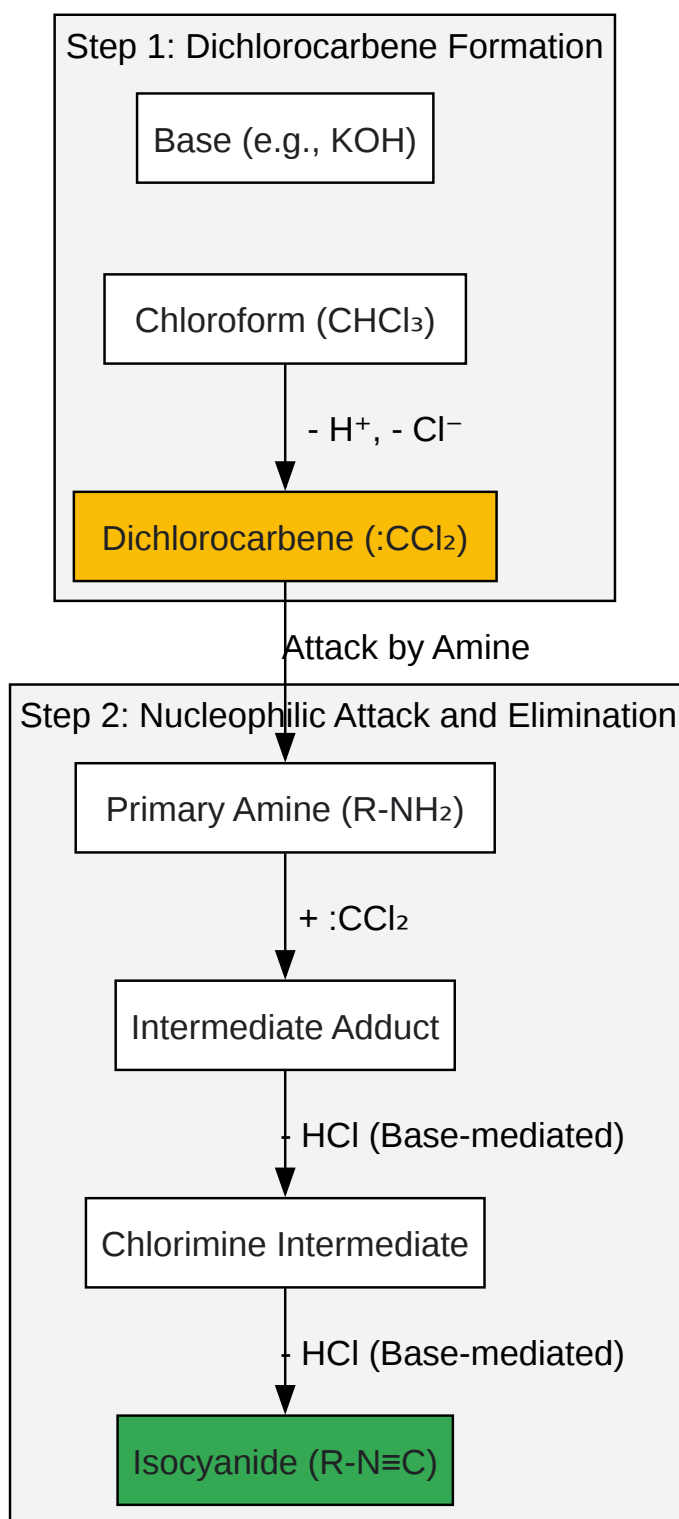 Step 1: Dichlorocarbene Formation
Base (e.g., KOH)
Chloroform (CHCl₃)
- H⁺, - Cl⁻
Dichlorocarbene (:CCl₂)
Attack by Amine
Step 2: Nucleophilic Attack and Elimination
Primary Amine (R-NH₂)
+ :CCl₂
Intermediate Adduct
- HCl (Base-mediated)
Chlorimine Intermediate
- HCl (Base-mediated)
Isocyanide (R-N≡C)